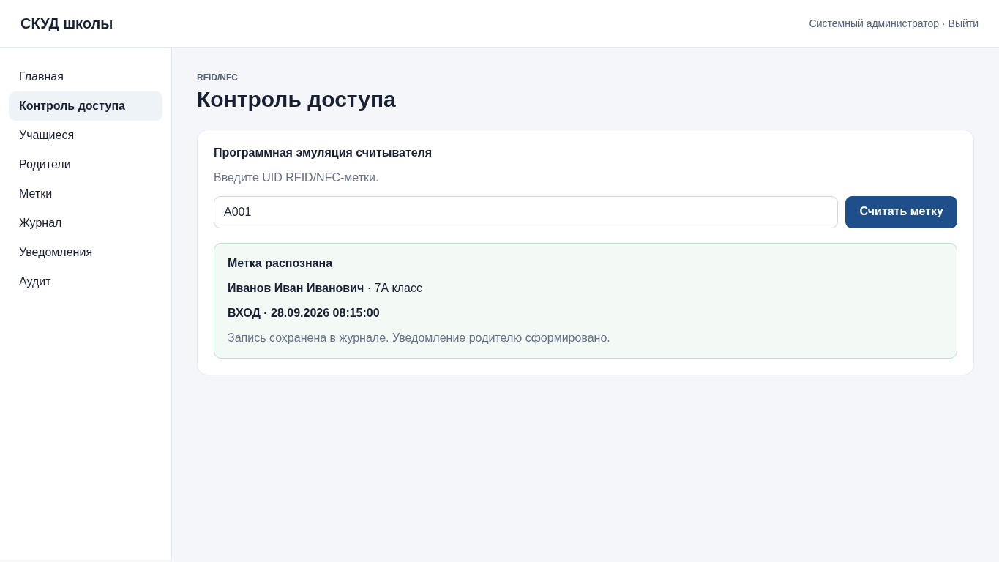 СКУД школы
Системный администратор · Выйти
Главная
Контроль доступа
Учащиеся
Родители
Метки
Журнал
Уведомления
Аудит
RFID/NFC
Контроль доступа
Программная эмуляция считывателя
Введите UID RFID/NFC-метки.
A001
Считать метку
Метка распознана
Иванов Иван Иванович · 7А класс
ВХОД · 28.09.2026 08:15:00
Запись сохранена в журнале. Уведомление родителю сформировано.